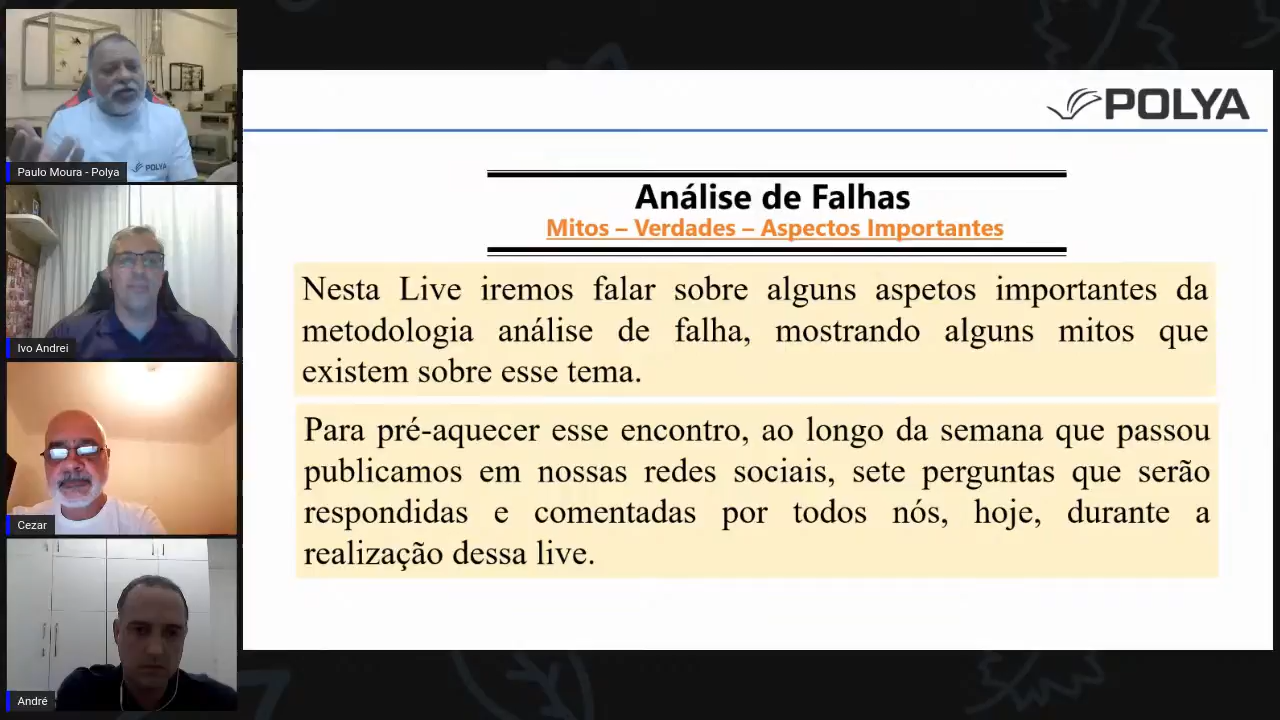 POLYA
Paulo Moura - Polya
Ivo Andrei
Cezar
André
POLYA
Análise de Falhas
Mitos – Verdades – Aspectos Importantes
Nesta Live iremos falar sobre alguns aspetos importantes da
metodologia análise de falha, mostrando alguns mitos que
existem sobre esse tema.
Para pré-aquecer esse encontro, ao longo da semana que passou
publicamos em nossas redes sociais, sete perguntas que serão
respondidas e comentadas por todos nós, hoje, durante a
realização dessa live.